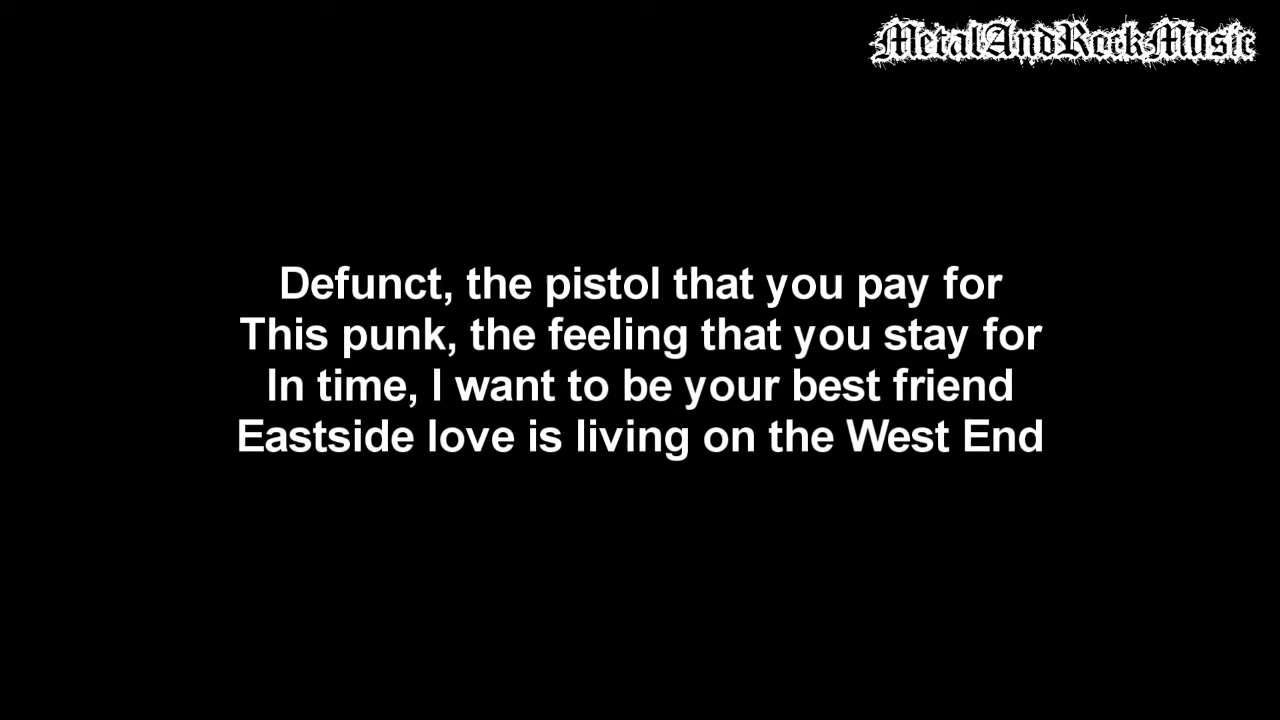 MetalAndRockMusic
Defunct, the pistol that you pay for
This punk, the feeling that you stay for
In time, I want to be your best friend
Eastside love is living on the West End